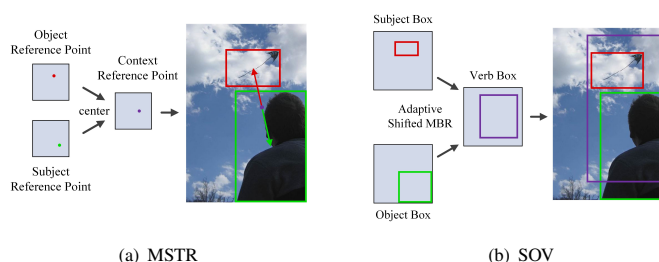 Object
Reference Point
Context
Reference Point
center
Subject
Reference Point
(a) MSTR
Subject Box
Verb Box
Adaptive
Shifted MBR
Object Box
(b) SOV